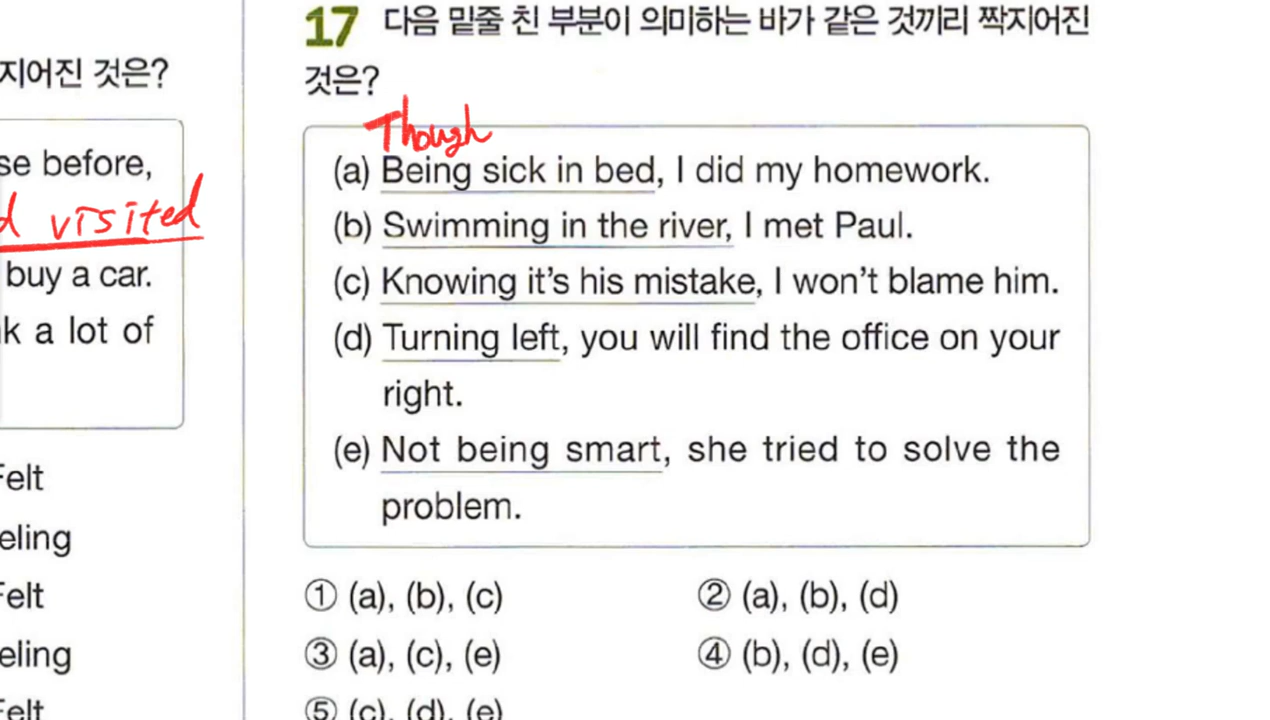 지어진 것은?
se before,
d visited
buy a car.
k a lot of
Felt
eling
Felt
eling
Felt
17 다음 밑줄 친 부분이 의미하는 바가 같은 것끼리 짝지어진
것은?
Though
(a) Being sick in bed, I did my homework.
(b) Swimming in the river, I met Paul.
(c) Knowing it's his mistake, I won't blame him.
(d) Turning left, you will find the office on your
right.
(e) Not being smart, she tried to solve the
problem.
① (a), (b), (c) ② (a), (b), (d)
③ (a), (c), (e) ④ (b), (d), (e)
⑤ (c), (d), (e)